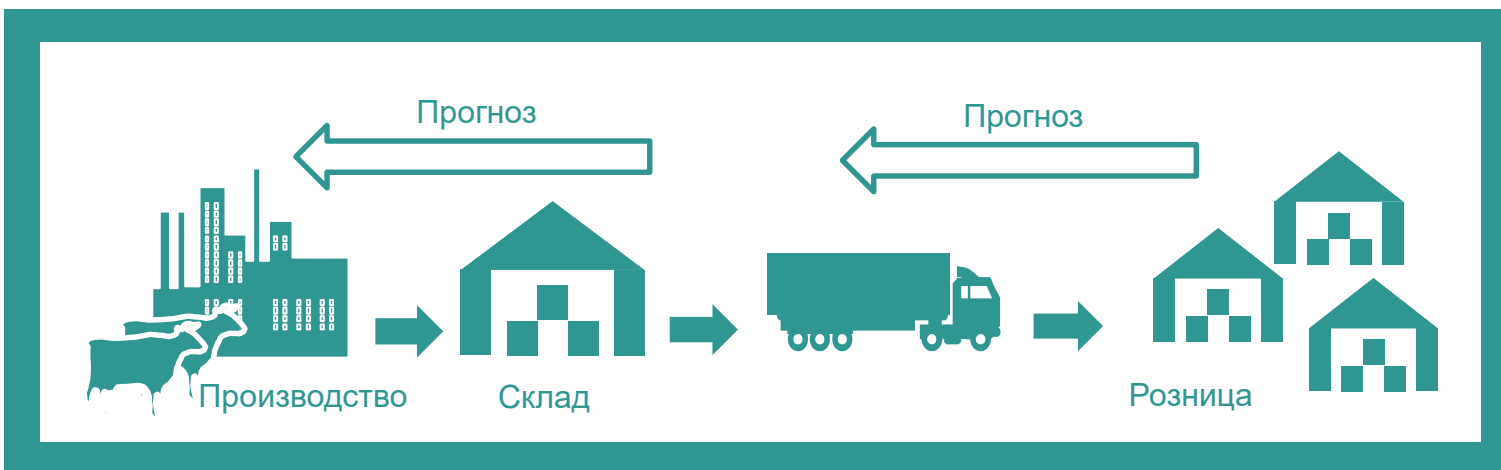 Прогноз
Прогноз
Производство
Склад
Розница